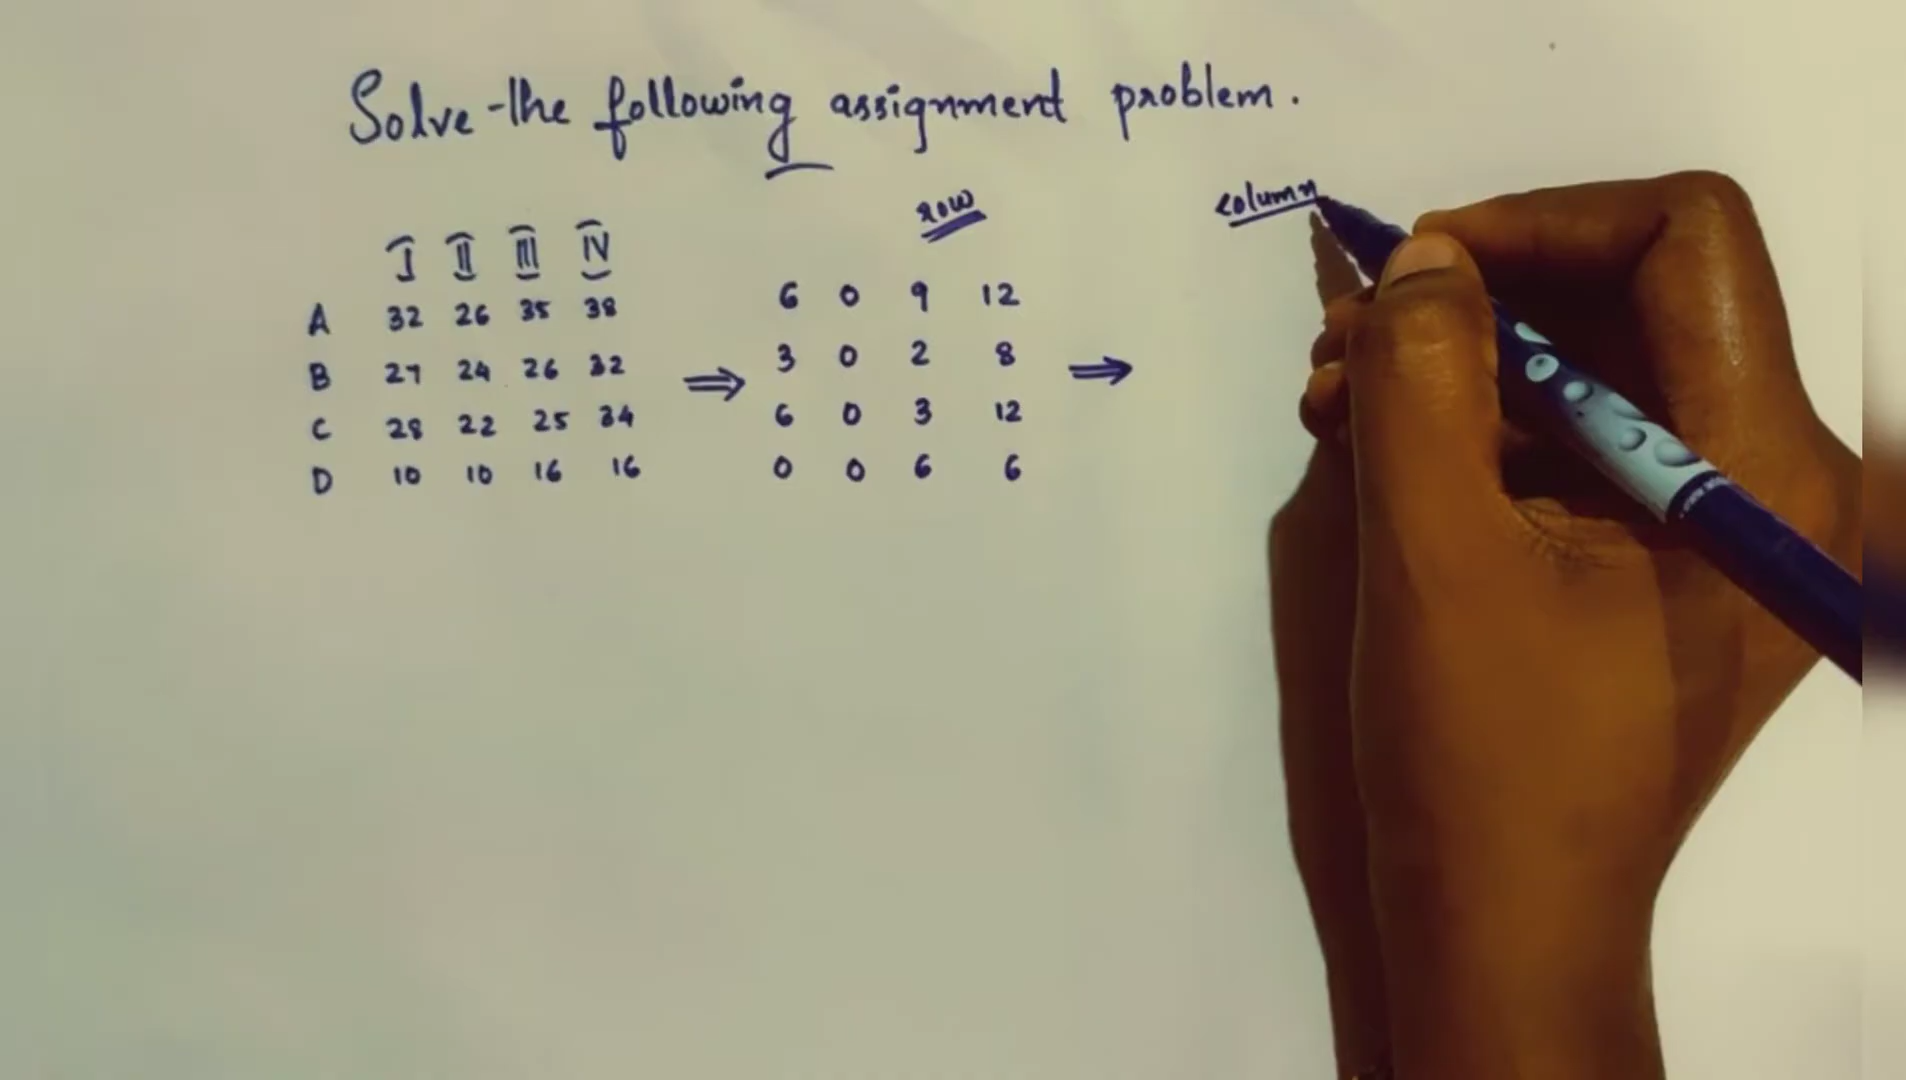 Solve the following assignment problem.
row column
I II III IV
A 32 26 35 38
B 27 24 26 32
C 28 22 25 34
D 10 10 16 16
⇒
6 0 9 12
3 0 2 8
6 0 3 12
0 0 6 6
⇒